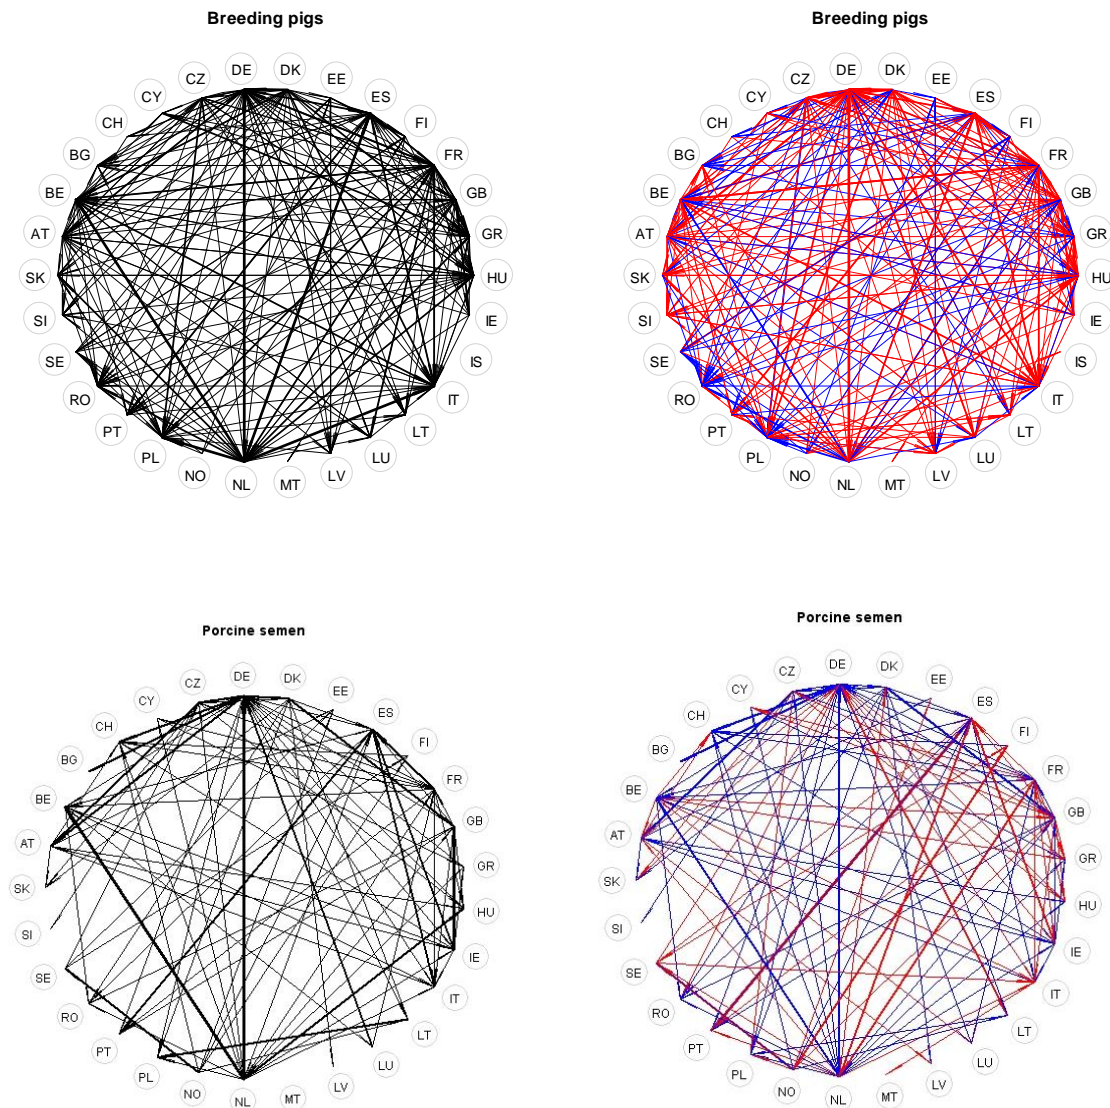 Breeding pigs
DE
DK
EE
ES
FI
FR
GB
GR
HU
IE
IS
IT
LT
LU
LV
MT
NL
NO
PL
PT
RO
SE
SI
SK
AT
BE
BG
CH
CY
CZ
Breeding pigs
DE
DK
EE
ES
FI
FR
GB
GR
HU
IE
IS
IT
LT
LU
LV
MT
NL
NO
PL
PT
RO
SE
SI
SK
AT
BE
BG
CH
CY
CZ
Porcine semen
DE
DK
EE
ES
FI
FR
GB
GR
HU
IE
IT
LT
LU
LV
MT
NL
NO
PL
PT
RO
SE
SI
SK
AT
BE
BG
CH
CY
CZ
Porcine semen
DE
DK
EE
ES
FI
FR
GB
GR
HU
IE
IT
LT
LU
LV
MT
NL
NO
PL
PT
RO
SE
SI
SK
AT
BE
BG
CH
CY
CZ